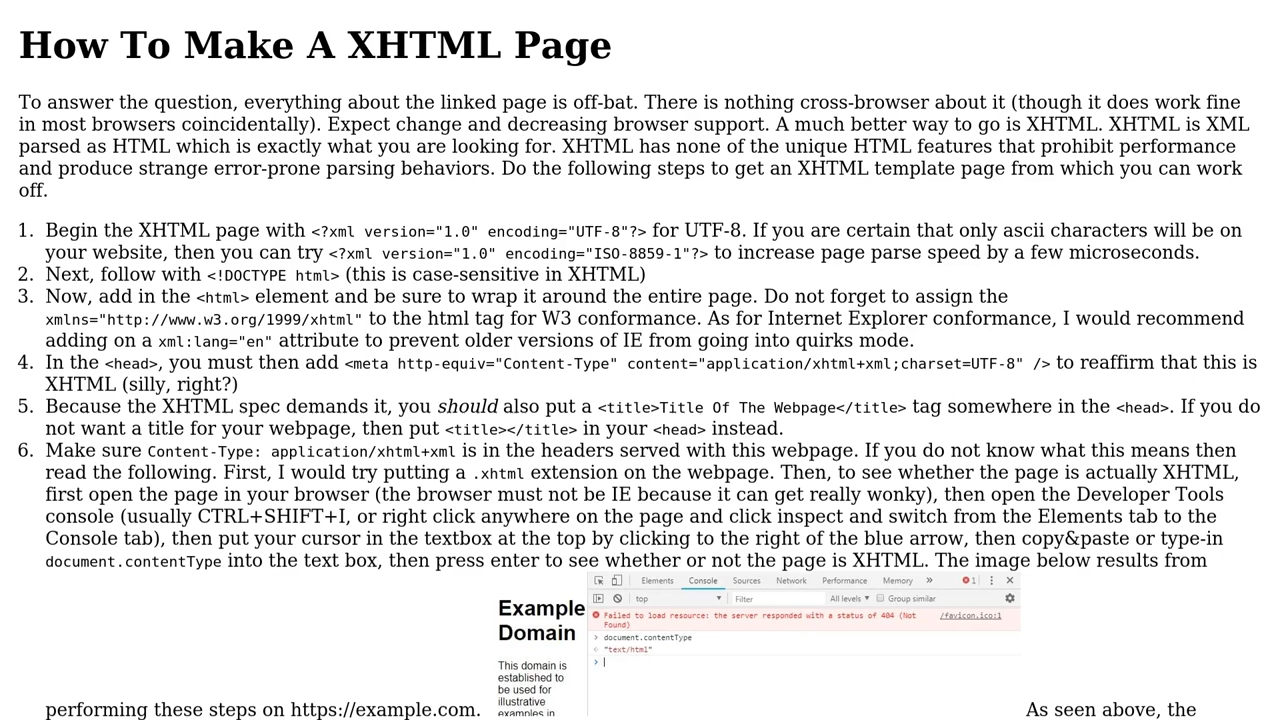 How To Make A XHTML Page
To answer the question, everything about the linked page is off-bat. There is nothing cross-browser about it (though it does work fine
in most browsers coincidentally). Expect change and decreasing browser support. A much better way to go is XHTML. XHTML is XML
parsed as HTML which is exactly what you are looking for. XHTML has none of the unique HTML features that prohibit performance
and produce strange error-prone parsing behaviors. Do the following steps to get an XHTML template page from which you can work
off.
1. Begin the XHTML page with <?xml version="1.0" encoding="UTF-8"?> for UTF-8. If you are certain that only ascii characters will be on
your website, then you can try <?xml version="1.0" encoding="ISO-8859-1"?> to increase page parse speed by a few microseconds.
2. Next, follow with <!DOCTYPE html> (this is case-sensitive in XHTML)
3. Now, add in the <html> element and be sure to wrap it around the entire page. Do not forget to assign the
xmlns="http://www.w3.org/1999/xhtml" to the html tag for W3 conformance. As for Internet Explorer conformance, I would recommend
adding on a xml:lang="en" attribute to prevent older versions of IE from going into quirks mode.
4. In the <head>, you must then add <meta http-equiv="Content-Type" content="application/xhtml+xml;charset=UTF-8" /> to reaffirm that this is
XHTML (silly, right?)
5. Because the XHTML spec demands it, you should also put a <title>Title Of The Webpage</title> tag somewhere in the <head>. If you do
not want a title for your webpage, then put <title></title> in your <head> instead.
6. Make sure Content-Type: application/xhtml+xml is in the headers served with this webpage. If you do not know what this means then
read the following. First, I would try putting a .xhtml extension on the webpage. Then, to see whether the page is actually XHTML,
first open the page in your browser (the browser must not be IE because it can get really wonky), then open the Developer Tools
console (usually CTRL+SHIFT+I, or right click anywhere on the page and click inspect and switch from the Elements tab to the
Console tab), then put your cursor in the textbox at the top by clicking to the right of the blue arrow, then copy&paste or type-in
document.contentType into the text box, then press enter to see whether or not the page is XHTML. The image below results from
Elements Console Sources Network Performance Memory » 1
top Filter All levels Group similar
Example
Domain
This domain is
established to
be used for
illustrative
examples in
Failed to load resource: the server responded with a status of 404 (Not /favicon.ico:1
Found)
document.contentType
"text/html"
performing these steps on https://example.com. As seen above, the